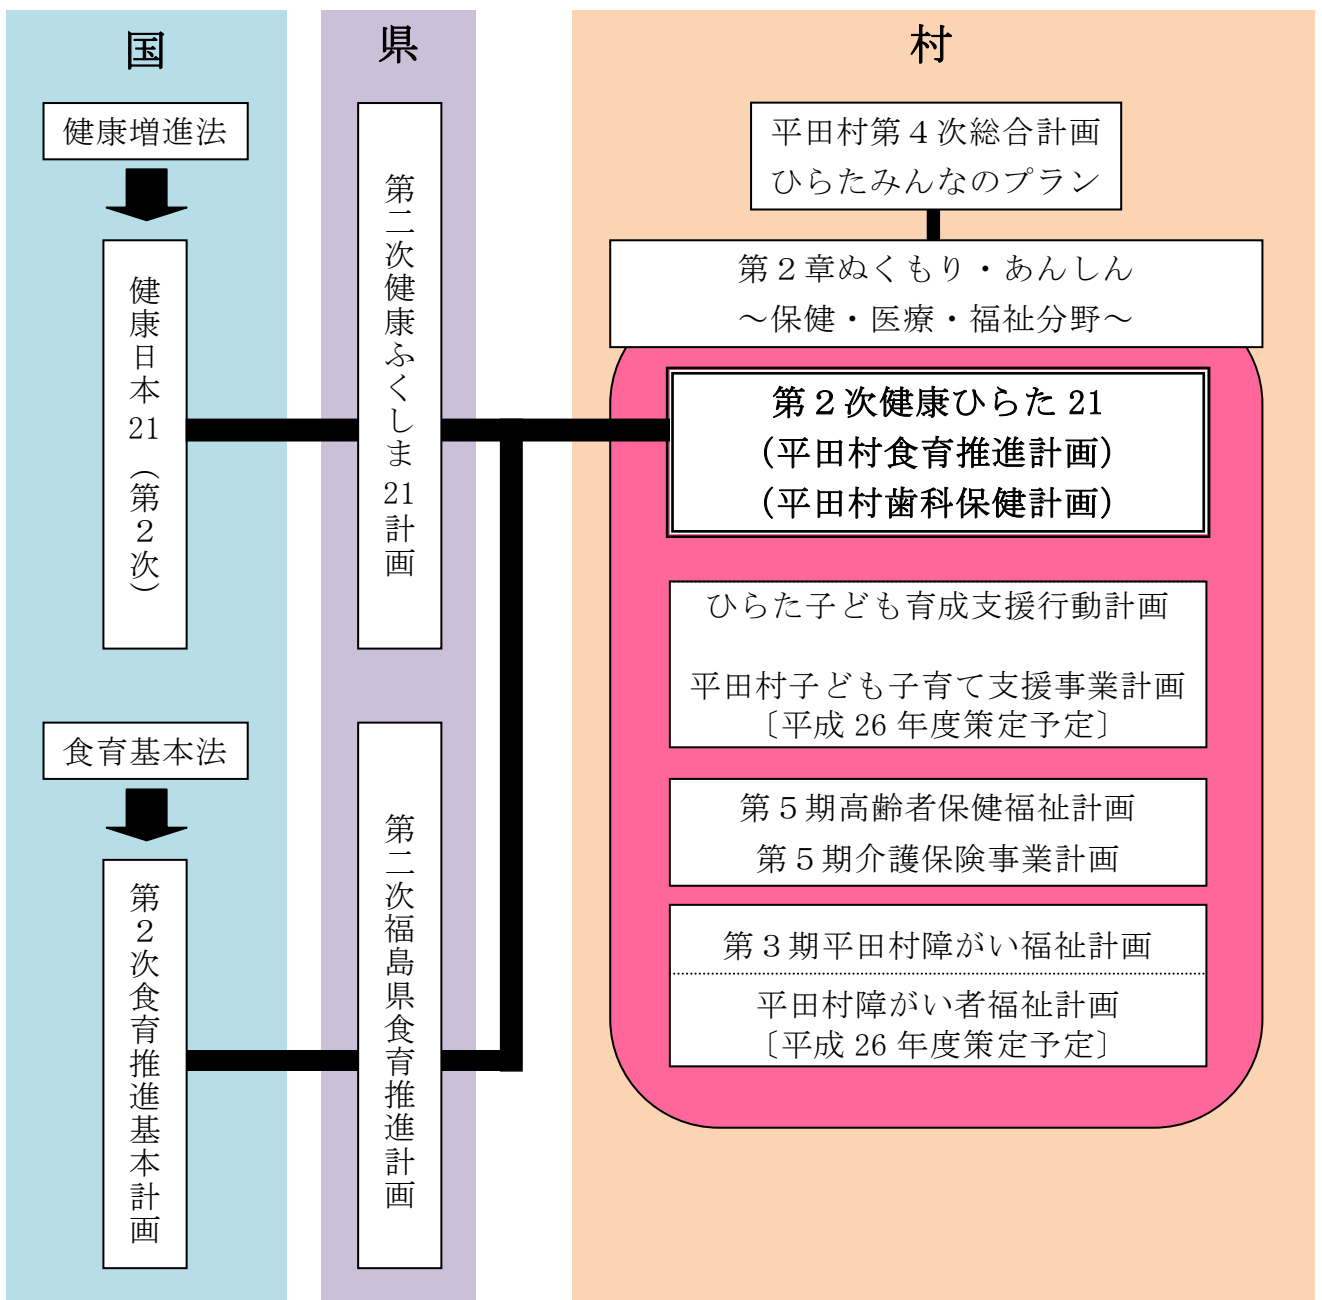 国
健康増進法
健康日本21（第２次）
食育基本法
第２次食育推進基本計画
県
第二次健康ふくしま21計画
第二次福島県食育推進計画
村
平田村第４次総合計画
ひらたみんなのプラン
第２章ぬくもり・あんしん
～保健・医療・福祉分野～
第２次健康ひらた 21
（平田村食育推進計画）
（平田村歯科保健計画）
ひらた子ども育成支援行動計画
平田村子ども子育て支援事業計画
〔平成 26 年度策定予定〕
第５期高齢者保健福祉計画
第５期介護保険事業計画
第３期平田村障がい福祉計画
平田村障がい者福祉計画
〔平成 26 年度策定予定〕